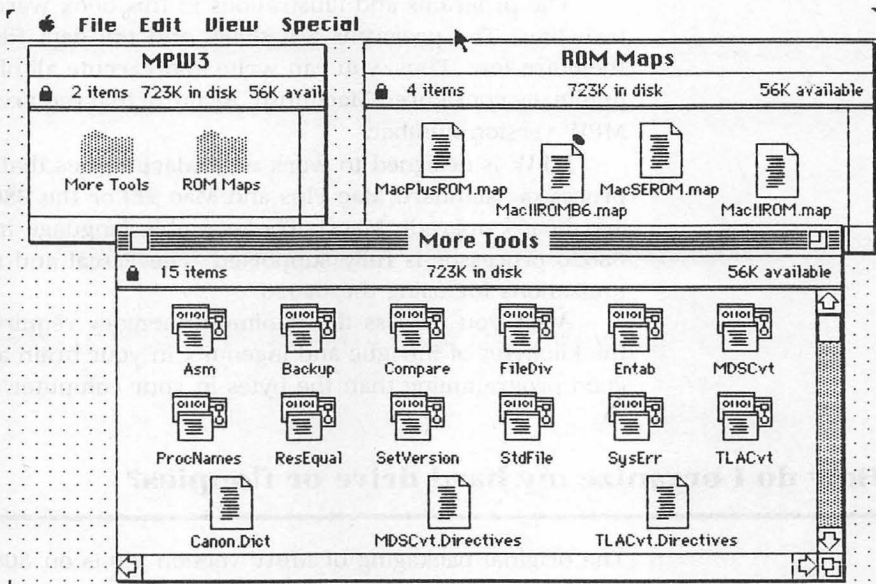 File Edit View Special
MPW3
2 items 723K in disk 56K avail
More Tools ROM Maps
ROM Maps
4 items 723K in disk 56K available
MacPlusROM.map MacSEROM.map
MacIIROMB6.map MacIIROM.map
More Tools
15 items 723K in disk 56K available
Asm Backup Compare FileDiv Entab MDSCvt
ProcNames ResEqual SetVersion StdFile SysErr TLACvt
Canon.Dict MDSCvt.Directives TLACvt.Directives